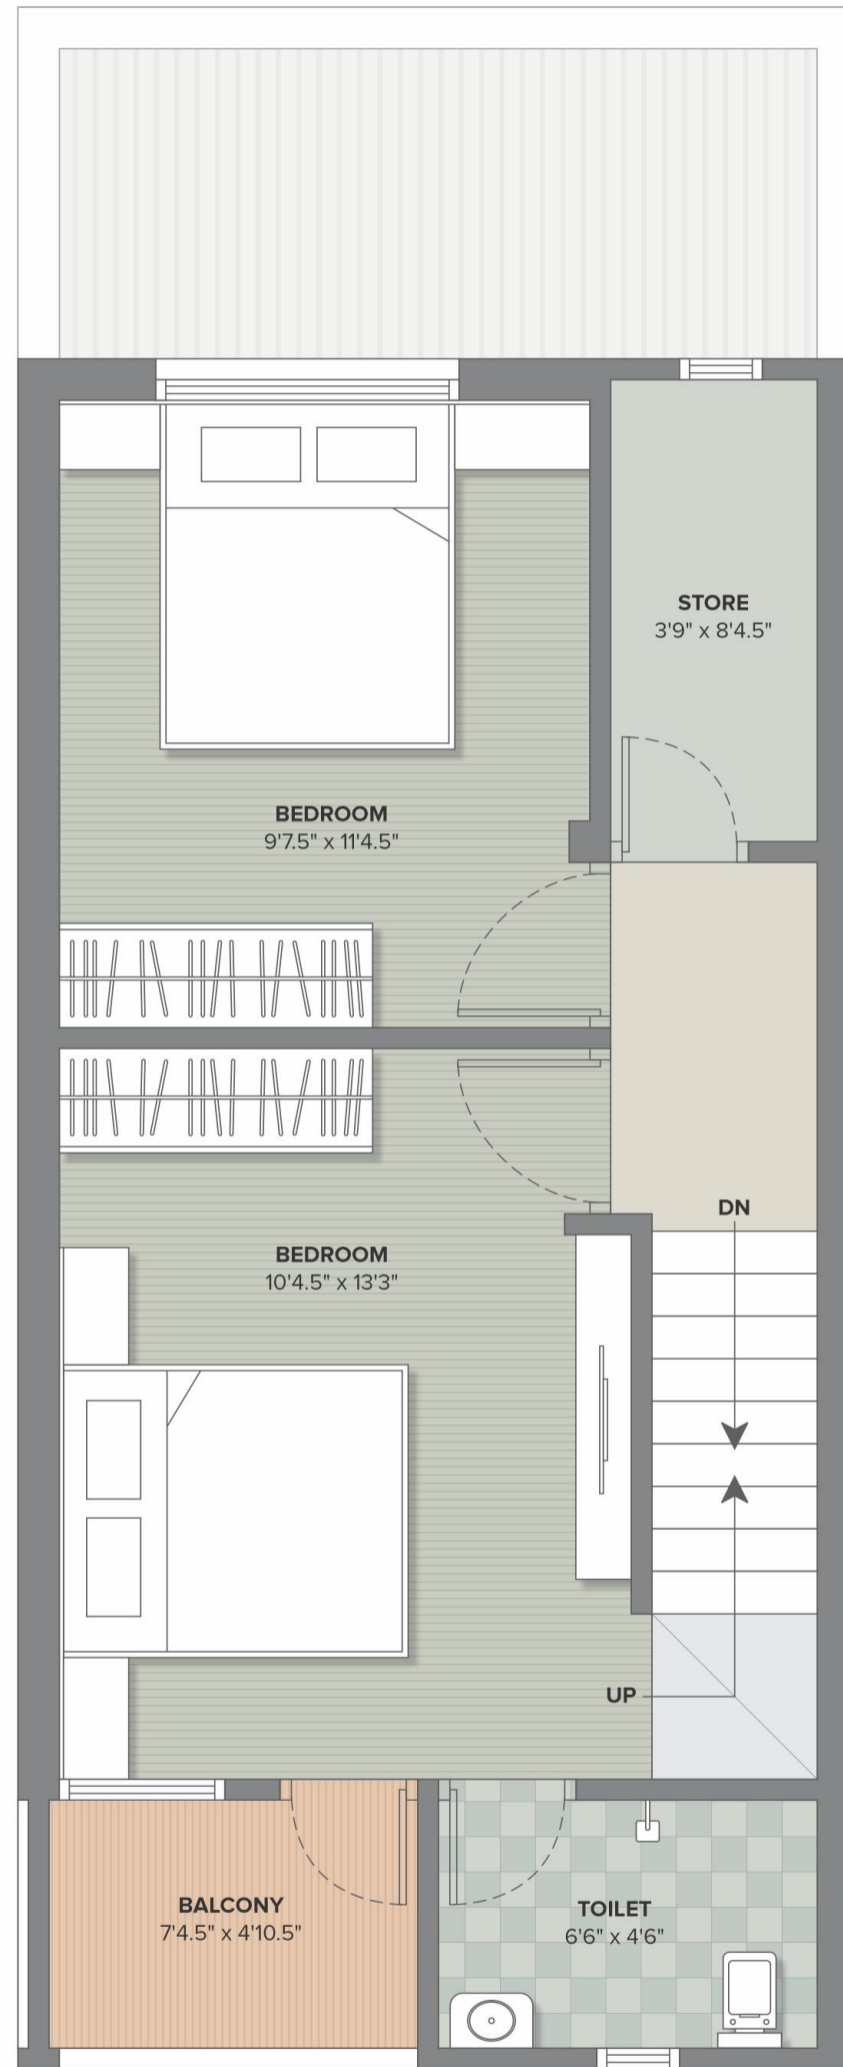 STORE
3'9" x 8'4.5"
BEDROOM
9'7.5" x 11'4.5"
DN
BEDROOM
10'4.5" x 13'3"
UP
BALCONY
7'4.5" x 4'10.5"
TOILET
6'6" x 4'6"